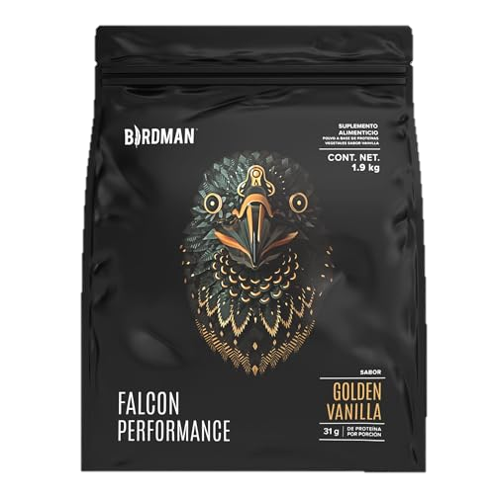 BIRDMAN
SUPLEMENTO
ALIMENTICIO
POLVO A BASE DE PROTEÍNAS
VEGETALES SABOR VAINILLA
CONT. NET.
1.9 kg
SABOR
GOLDEN
VANILLA
31 g
DE PROTEÍNA
POR PORCIÓN
FALCON
PERFORMANCE